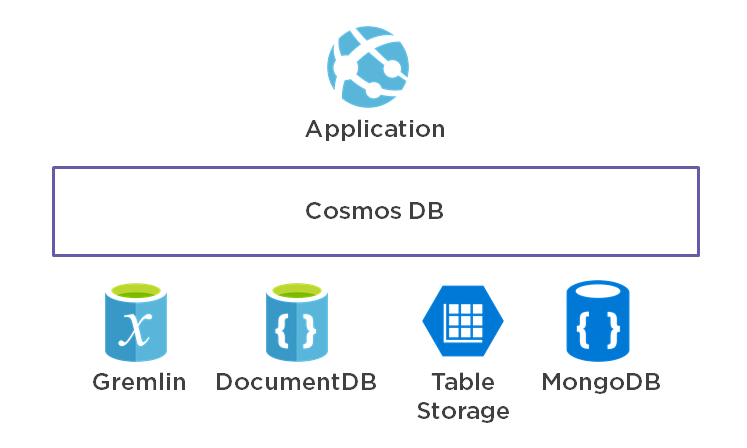 Application
Cosmos DB
x
{ }
{ }
Gremlin
DocumentDB
Table
Storage
MongoDB